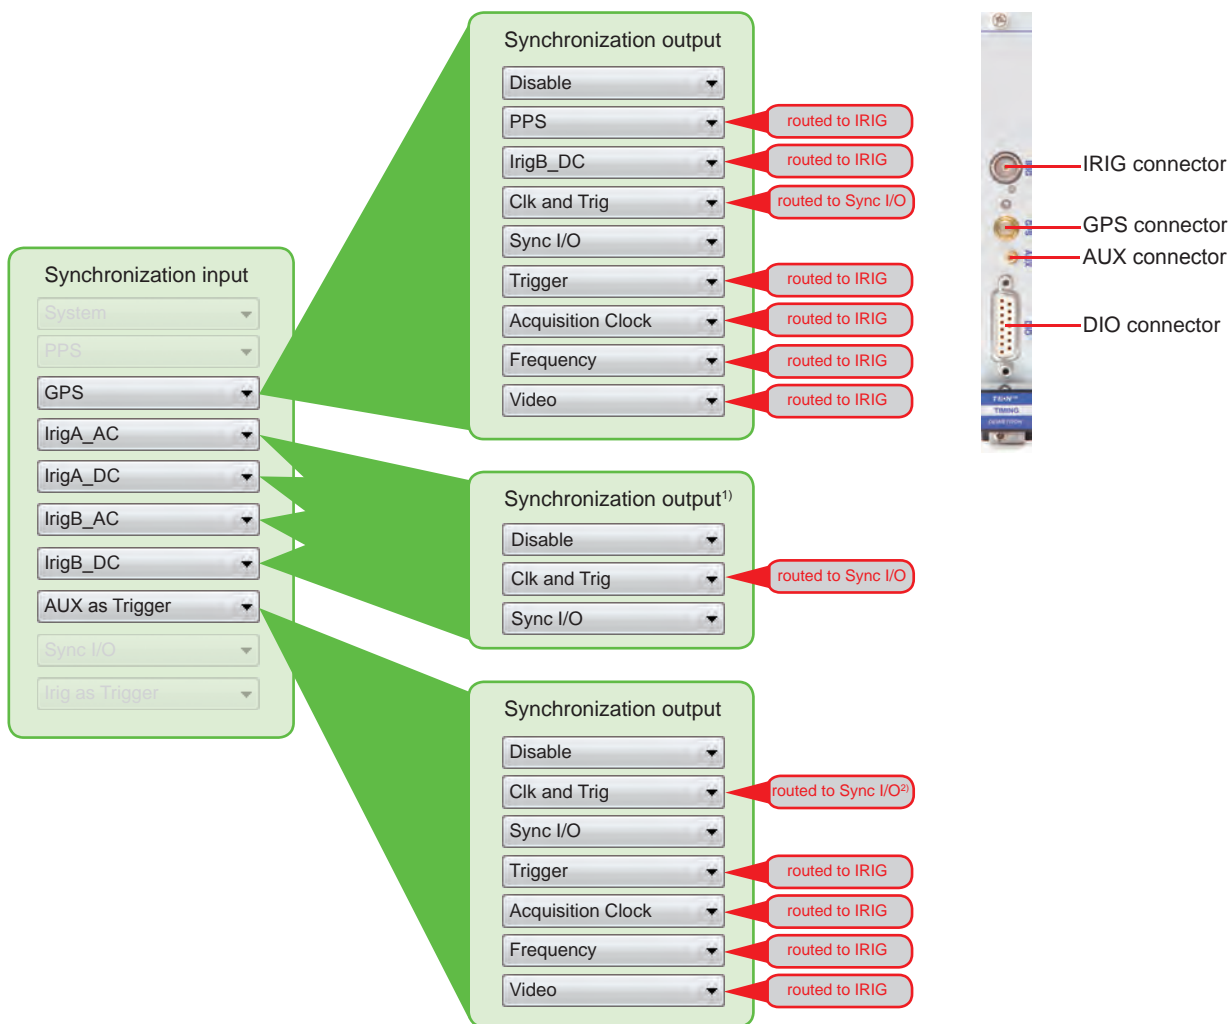 Synchronization input
System
PPS
GPS
IrigA_AC
IrigA_DC
IrigB_AC
IrigB_DC
AUX as Trigger
Sync I/O
Irig as Trigger
Synchronization output
Disable
PPS routed to IRIG
IrigB_DC routed to IRIG
Clk and Trig routed to Sync I/O
Sync I/O
Trigger routed to IRIG
Acquisition Clock routed to IRIG
Frequency routed to IRIG
Video routed to IRIG
Synchronization output1)
Disable
Clk and Trig routed to Sync I/O
Sync I/O
Synchronization output
Disable
Clk and Trig routed to Sync I/O2)
Sync I/O
Trigger routed to IRIG
Acquisition Clock routed to IRIG
Frequency routed to IRIG
Video routed to IRIG
IRIG connector
GPS connector
AUX connector
DIO connector
TIMING